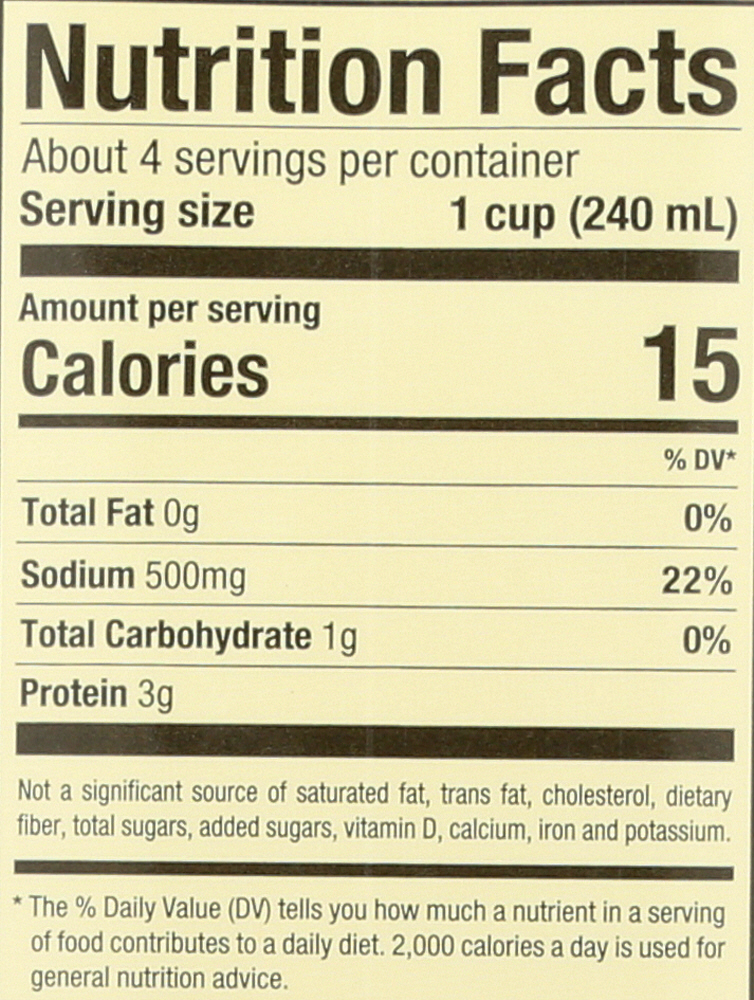 Nutrition Facts
About 4 servings per container
Serving size 1 cup (240 mL)
Amount per serving
Calories 15
% DV*
Total Fat 0g 0%
Sodium 500mg 22%
Total Carbohydrate 1g 0%
Protein 3g
Not a significant source of saturated fat, trans fat, cholesterol, dietary
fiber, total sugars, added sugars, vitamin D, calcium, iron and potassium.
* The % Daily Value (DV) tells you how much a nutrient in a serving
of food contributes to a daily diet. 2,000 calories a day is used for
general nutrition advice.